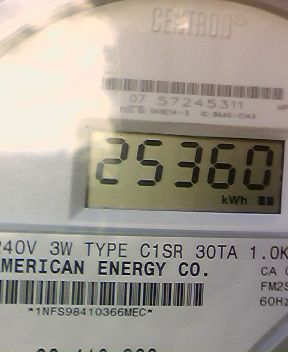 CENTRON®
07 57245311
25360
kWh
240V 3W TYPE C1SR 30TA 1.0K
AMERICAN ENERGY CO.
CA
FM2S
60Hz
*1NFS98410366MEC*